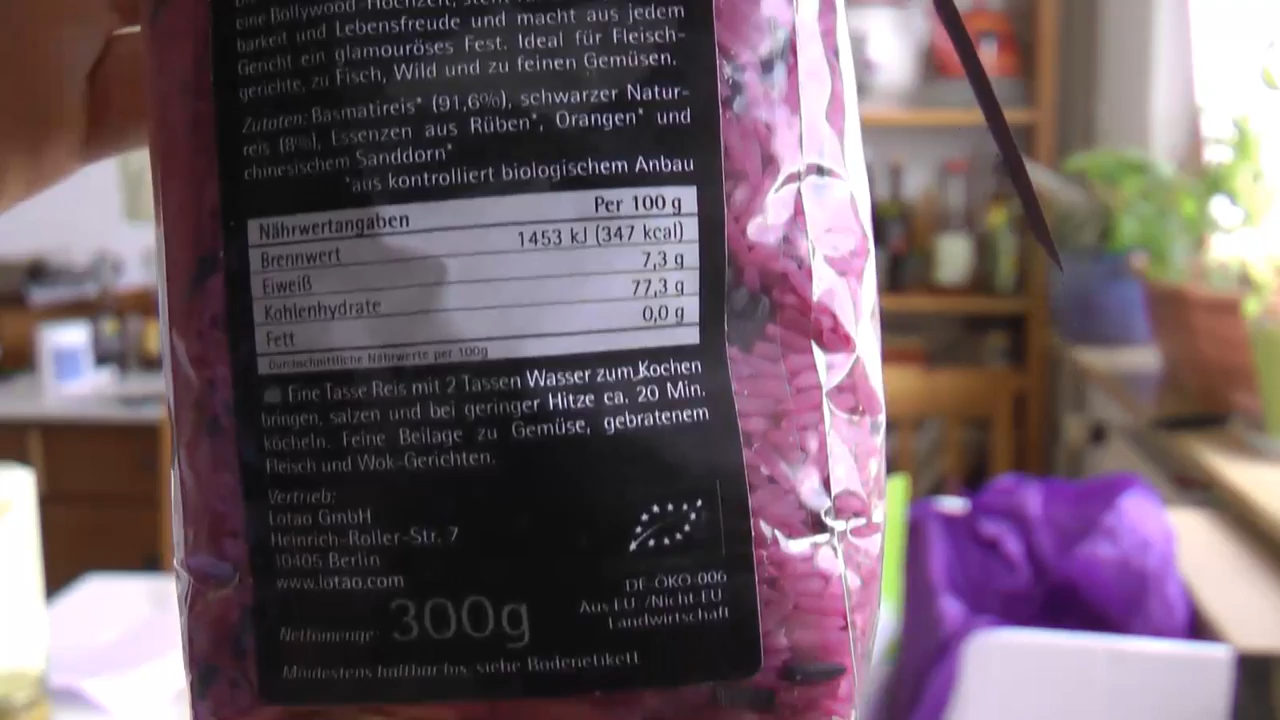 eine Bollywood-Hochzeit,
barkeit und Lebensfreude und macht aus jedem
Gericht ein glamouröses Fest. Ideal für Fleisch-
gerichte, zu Fisch, Wild und zu feinen Gemüsen.
Zutaten: Basmatireis* (91,6%), schwarzer Natur-
reis (8%), Essenzen aus Rüben*, Orangen* und
chinesischem Sanddorn*
*aus kontrolliert biologischem Anbau
Nährwertangaben Per 100 g
Brennwert 1453 kJ (347 kcal)
Eiweiß 7,3 g
Kohlenhydrate 77,3 g
Fett 0,0 g
Durchschnittliche Nährwerte per 100g
Eine Tasse Reis mit 2 Tassen Wasser zum Kochen
bringen, salzen und bei geringer Hitze ca. 20 Min.
köcheln. Feine Beilage zu Gemüse, gebratenem
Fleisch und Wok-Gerichten.
Vertrieb:
Lotao GmbH
Heinrich-Roller-Str. 7
10405 Berlin
www.lotao.com
DE-ÖKO-006
Aus EU-/Nicht-EU
Landwirtschaft
Nettomenge: 300g
Mindestens haltbar bis siehe Bodenetikett